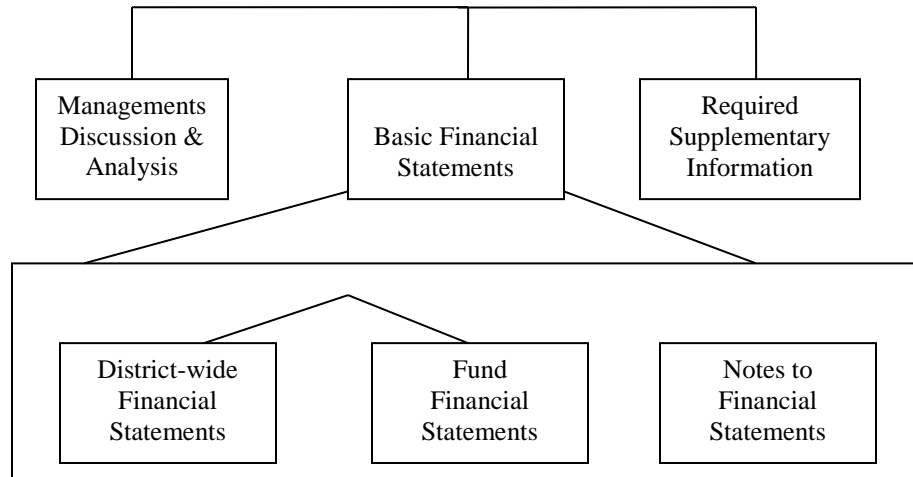 Managements
Discussion &
Analysis
Basic Financial
Statements
Required
Supplementary
Information
District-wide
Financial
Statements
Fund
Financial
Statements
Notes to
Financial
Statements